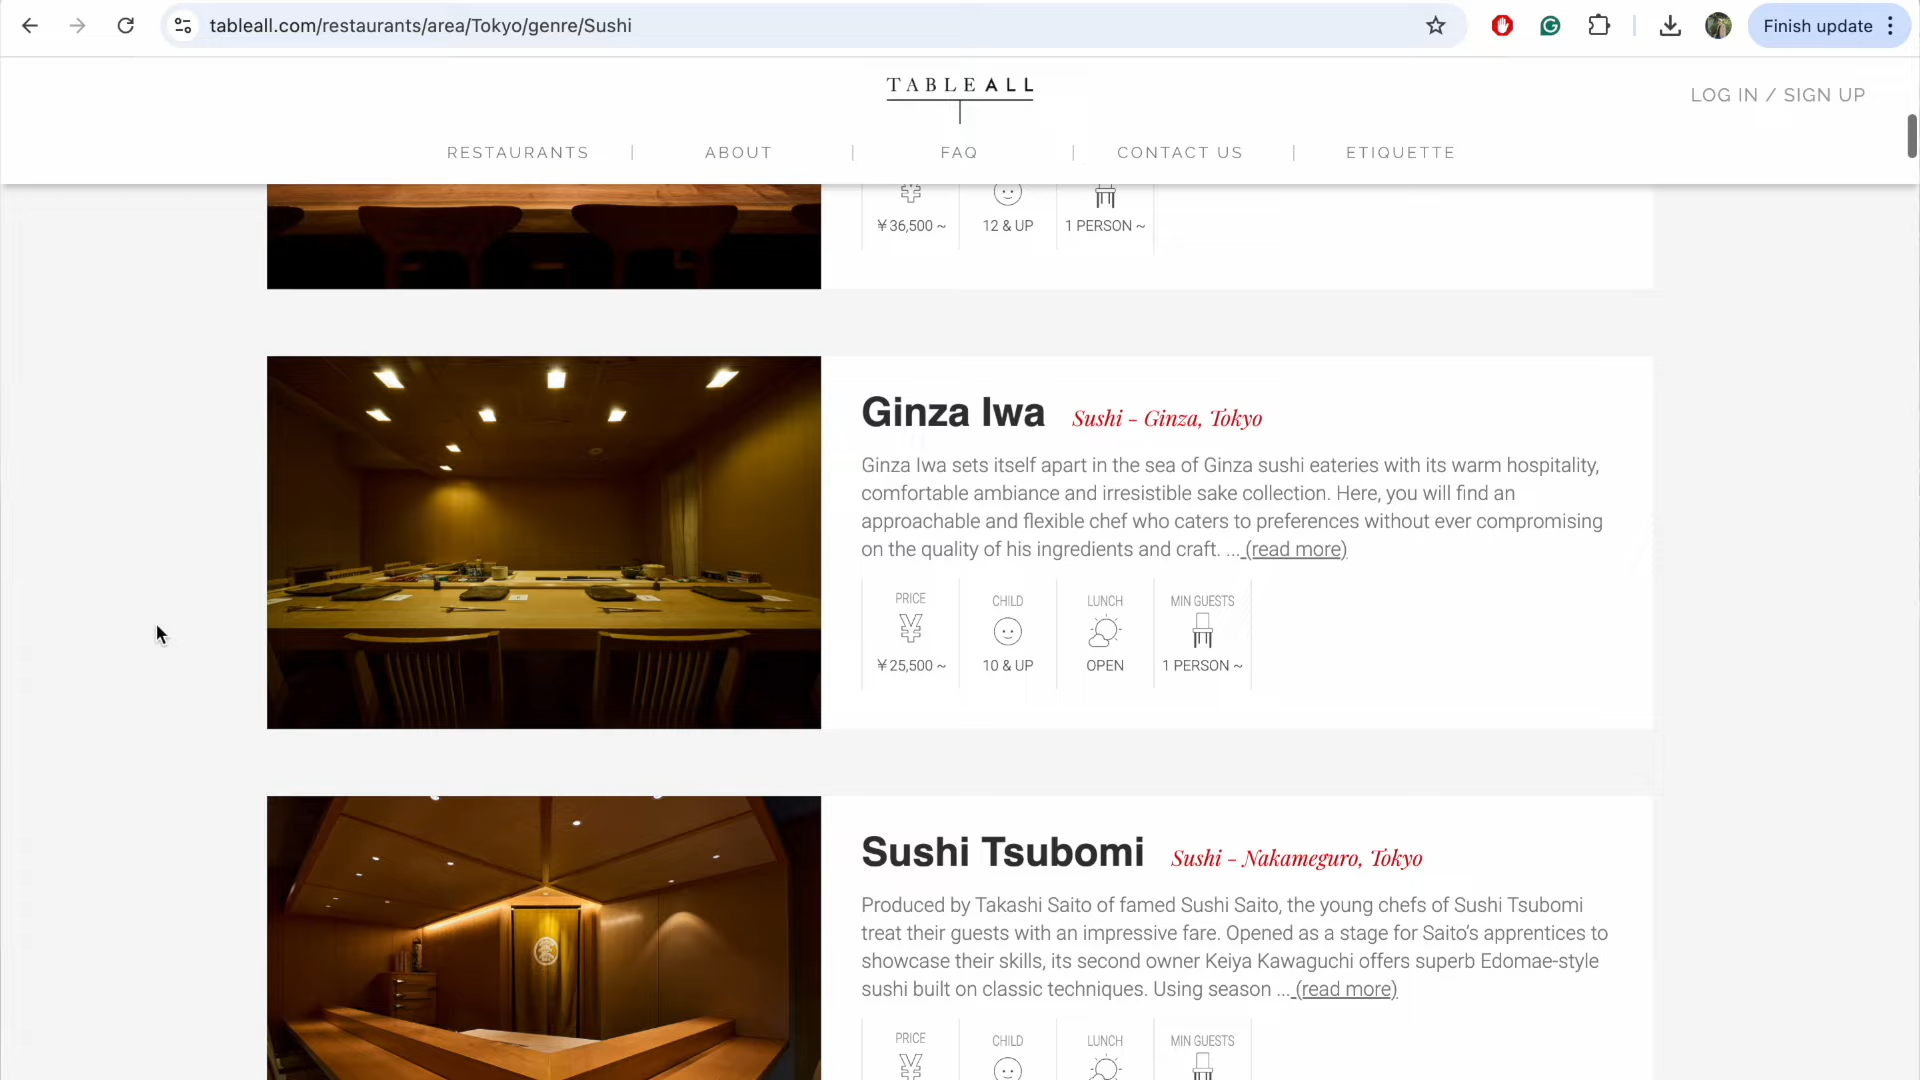 tableall.com/restaurants/area/Tokyo/genre/Sushi
Finish update
TABLEALL
LOG IN / SIGN UP
RESTAURANTS
ABOUT
FAQ
CONTACT US
ETIQUETTE
¥36,500 ~
12 & UP
1 PERSON ~
Ginza Iwa
Sushi - Ginza, Tokyo
Ginza Iwa sets itself apart in the sea of Ginza sushi eateries with its warm hospitality,
comfortable ambiance and irresistible sake collection. Here, you will find an
approachable and flexible chef who caters to preferences without ever compromising
on the quality of his ingredients and craft. ... (read more)
PRICE
CHILD
LUNCH
MIN GUESTS
¥25,500 ~
10 & UP
OPEN
1 PERSON ~
Sushi Tsubomi
Sushi - Nakameguro, Tokyo
Produced by Takashi Saito of famed Sushi Saito, the young chefs of Sushi Tsubomi
treat their guests with an impressive fare. Opened as a stage for Saito’s apprentices to
showcase their skills, its second owner Keiya Kawaguchi offers superb Edomae-style
sushi built on classic techniques. Using season ... (read more)
PRICE
CHILD
LUNCH
MIN GUESTS